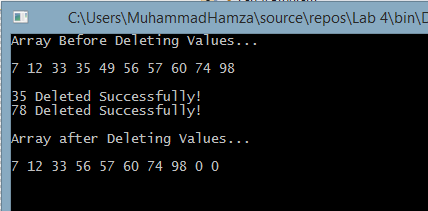 C:\Users\MuhammadHamza\source\repos\Lab 4\bin\D
Array Before Deleting Values...
7 12 33 35 49 56 57 60 74 98
35 Deleted Successfully!
78 Deleted Successfully!
Array after Deleting Values...
7 12 33 56 57 60 74 98 0 0